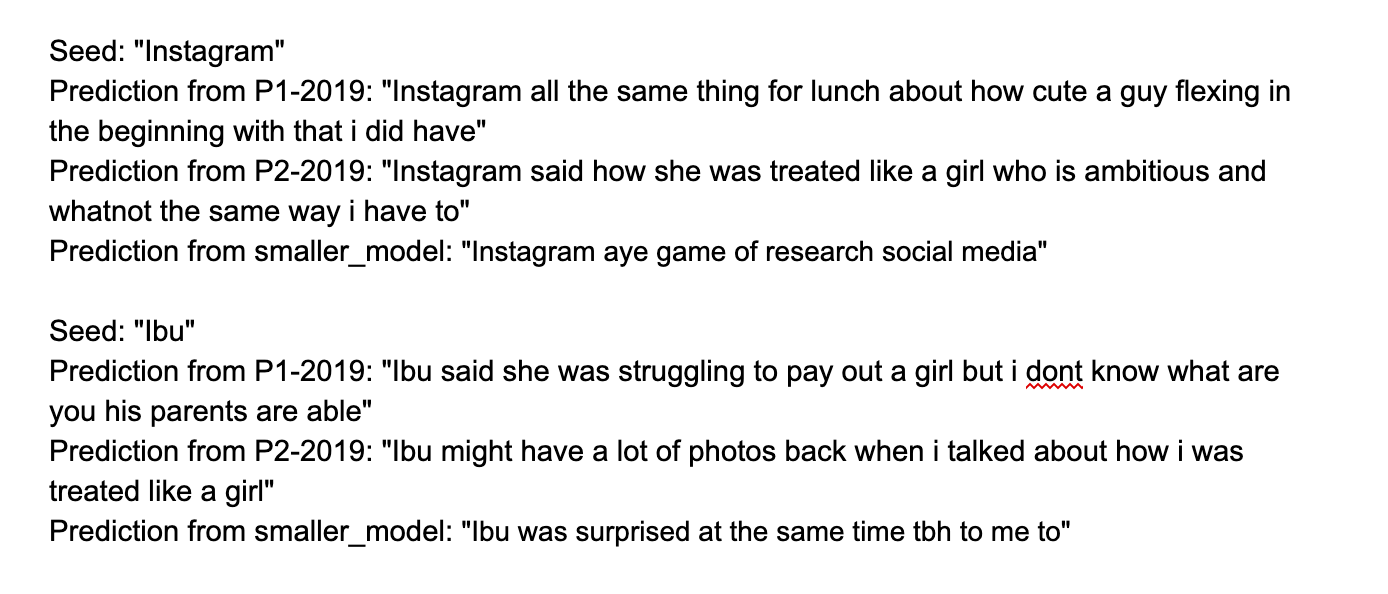 Seed: "Instagram"
Prediction from P1-2019: "Instagram all the same thing for lunch about how cute a guy flexing in
the beginning with that i did have"
Prediction from P2-2019: "Instagram said how she was treated like a girl who is ambitious and
whatnot the same way i have to"
Prediction from smaller_model: "Instagram aye game of research social media"
Seed: "Ibu"
Prediction from P1-2019: "Ibu said she was struggling to pay out a girl but i dont know what are
you his parents are able"
Prediction from P2-2019: "Ibu might have a lot of photos back when i talked about how i was
treated like a girl"
Prediction from smaller_model: "Ibu was surprised at the same time tbh to me to"